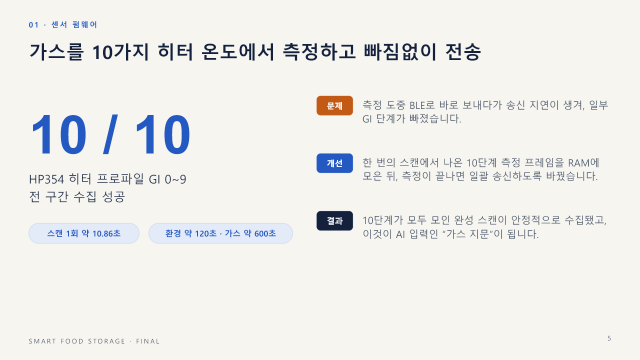 01 · 센서 펌웨어
가스를 10가지 히터 온도에서 측정하고 빠짐없이 전송
10 / 10
HP354 히터 프로파일 GI 0~9
전 구간 수집 성공
스캔 1회 약 10.86초
환경 약 120초 · 가스 약 600초
문제
측정 도중 BLE로 바로 보내다가 송신 지연이 생겨, 일부
GI 단계가 빠졌습니다.
개선
한 번의 스캔에서 나온 10단계 측정 프레임을 RAM에
모은 뒤, 측정이 끝나면 일괄 송신하도록 바꿨습니다.
결과
10단계가 모두 모인 완성 스캔이 안정적으로 수집됐고,
이것이 AI 입력인 "가스 지문"이 됩니다.
SMART FOOD STORAGE · FINAL
5